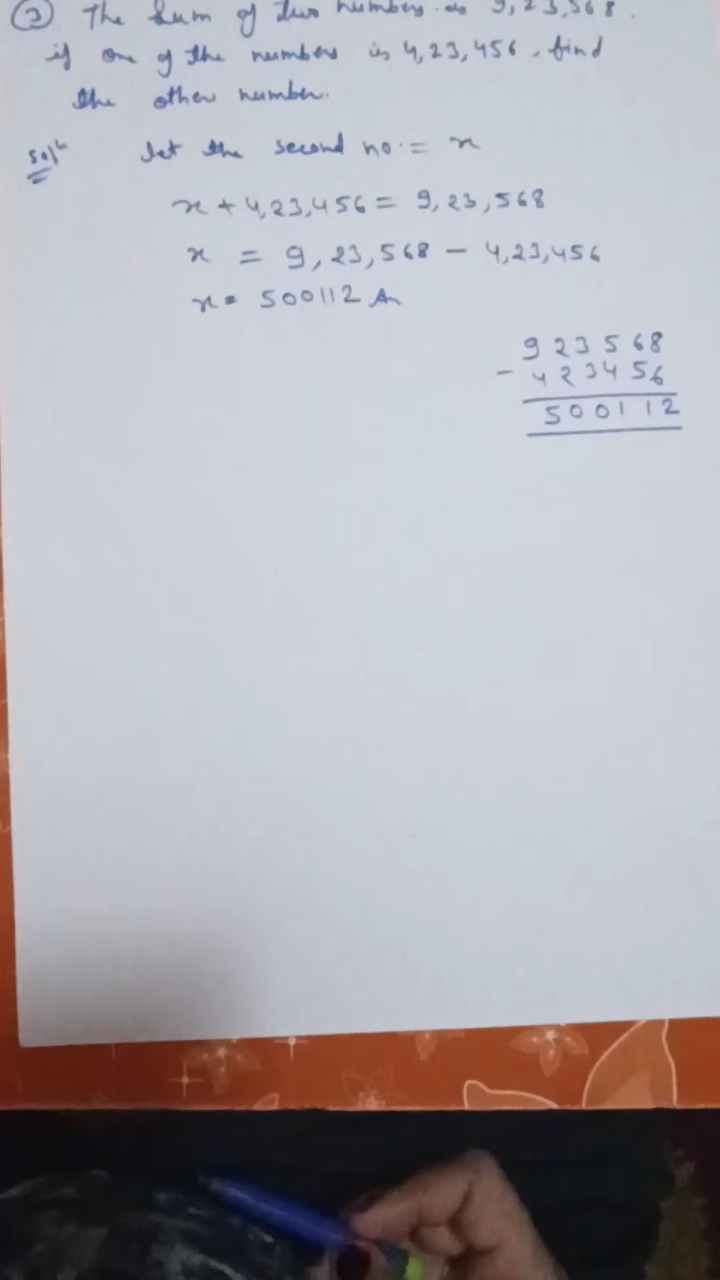 ③ The sum of two numbers is 9,23,568.
if one of the numbers is 4,23,456, find
the other number.
Solⁿ let the second no. = x
x + 4,23,456 = 9,23,568
x = 9,23,568 - 4,23,456
x = 500112 An
923568
- 423456
500112